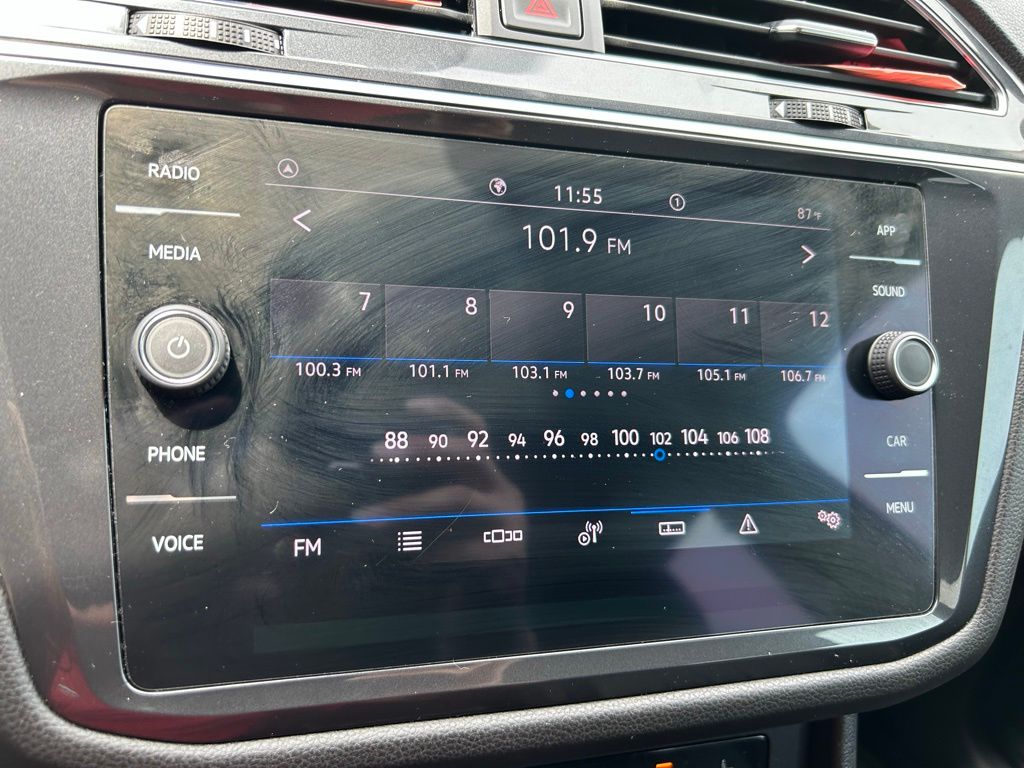 RADIO
MEDIA
PHONE
VOICE
11:55
1
87°F
101.9 FM
7 8 9 10 11 12
100.3 FM 101.1 FM 103.1 FM 103.7 FM 105.1 FM 106.7 FM
88 90 92 94 96 98 100 102 104 106 108
FM
APP
SOUND
CAR
MENU